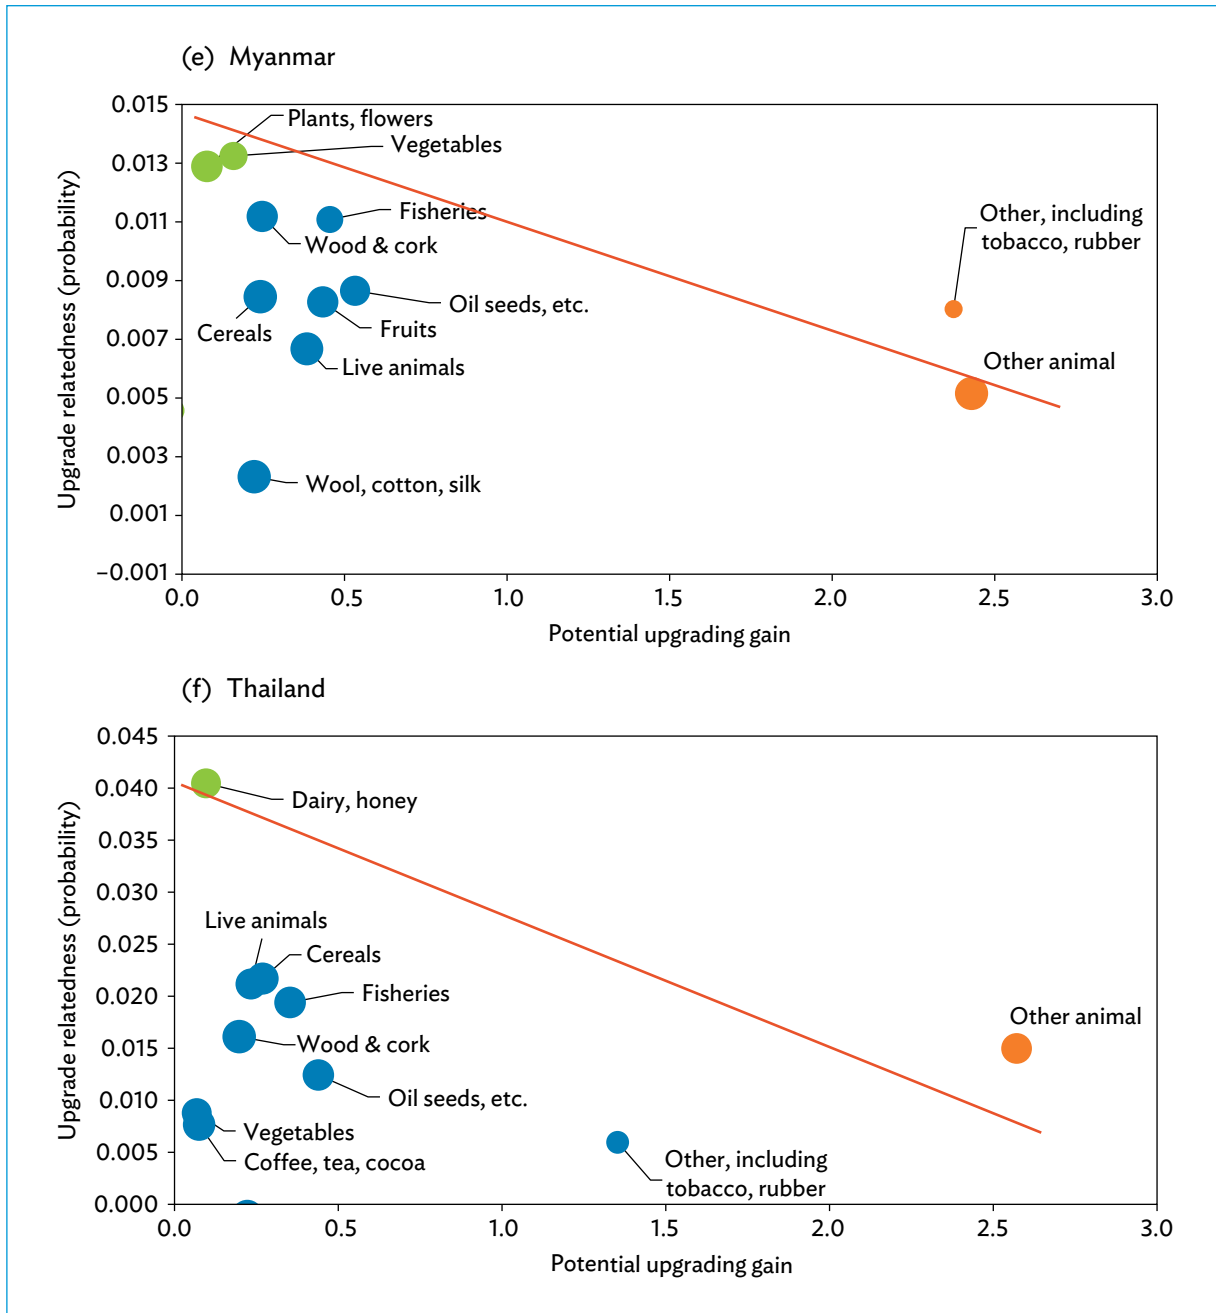 (e) Myanmar
0.015
0.013
0.011
0.009
0.007
0.005
0.003
0.001
–0.001
Upgrade relatedness (probability)
Plants, flowers
Vegetables
Fisheries
Wood & cork
Other, including
tobacco, rubber
Oil seeds, etc.
Cereals
Fruits
Live animals
Other animal
Wool, cotton, silk
0.0
0.5
1.0
1.5
2.0
2.5
3.0
Potential upgrading gain
(f) Thailand
0.045
0.040
0.035
0.030
0.025
0.020
0.015
0.010
0.005
0.000
Upgrade relatedness (probability)
Dairy, honey
Live animals
Cereals
Fisheries
Other animal
Wood & cork
Oil seeds, etc.
Vegetables
Coffee, tea, cocoa
Other, including
tobacco, rubber
0.0
0.5
1.0
1.5
2.0
2.5
3.0
Potential upgrading gain